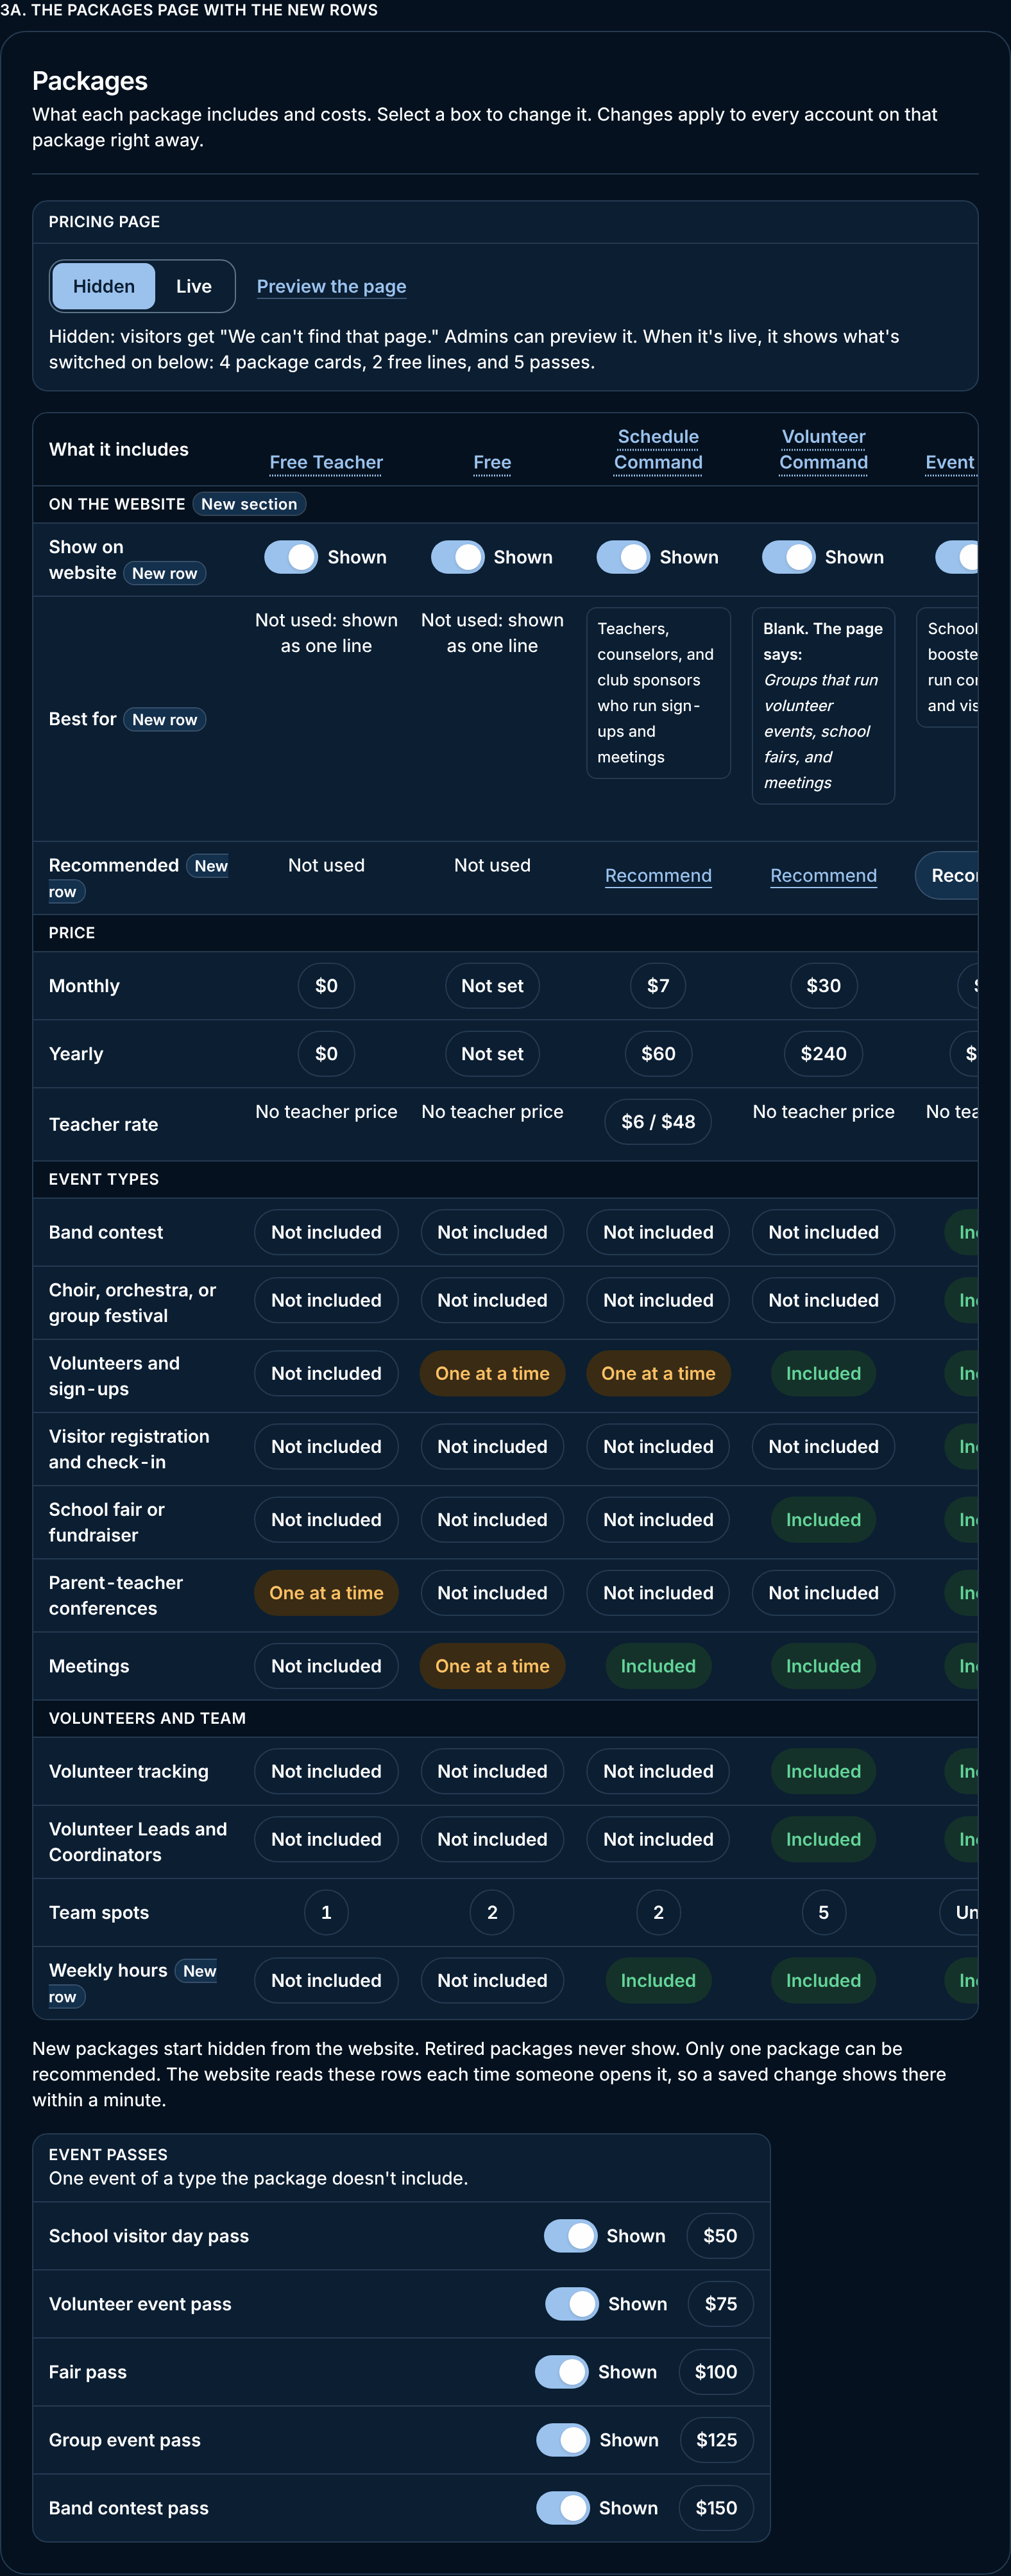 3A. THE PACKAGES PAGE WITH THE NEW ROWS
Packages
What each package includes and costs. Select a box to change it. Changes apply to every account on that
package right away.
PRICING PAGE
Hidden Live Preview the page
Hidden: visitors get "We can't find that page." Admins can preview it. When it's live, it shows what's
switched on below: 4 package cards, 2 free lines, and 5 passes.
What it includes Free Teacher Free Schedule Command Volunteer Command Event
ON THE WEBSITE New section
Show on website New row Shown Shown Shown Shown
Best for New row
Not used: shown
as one line
Not used: shown
as one line
Teachers,
counselors, and
club sponsors
who run sign-
ups and
meetings
Blank. The page
says:
Groups that run
volunteer
events, school
fairs, and
meetings
School
run
and
Recommended New row Not used Not used Recommend Recommend
PRICE
Monthly $0 Not set $7 $30
Yearly $0 Not set $60 $240 $
Teacher rate No teacher price No teacher price $6 / $48 No teacher price No
EVENT TYPES
Band contest Not included Not included Not included Not included
Choir, orchestra, or
group festival Not included Not included Not included Not included
Volunteers and
sign-ups Not included One at a time One at a time Included
Visitor registration
and check-in Not included Not included Not included Not included
School fair or
fundraiser Not included Not included Not included Included
Parent-teacher
conferences One at a time Not included Not included Not included
Meetings Not included One at a time Included Included
VOLUNTEERS AND TEAM
Volunteer tracking Not included Not included Not included Included
Volunteer Leads and
Coordinators Not included Not included Not included Included
Team spots 1 2 2 5
Weekly hours New row Not included Not included Included Included
New packages start hidden from the website. Retired packages never show. Only one package can be
recommended. The website reads these rows each time someone opens it, so a saved change shows there
within a minute.
EVENT PASSES
One event of a type the package doesn't include.
School visitor day pass Shown $50
Volunteer event pass Shown $75
Fair pass Shown $100
Group event pass Shown $125
Band contest pass Shown $150